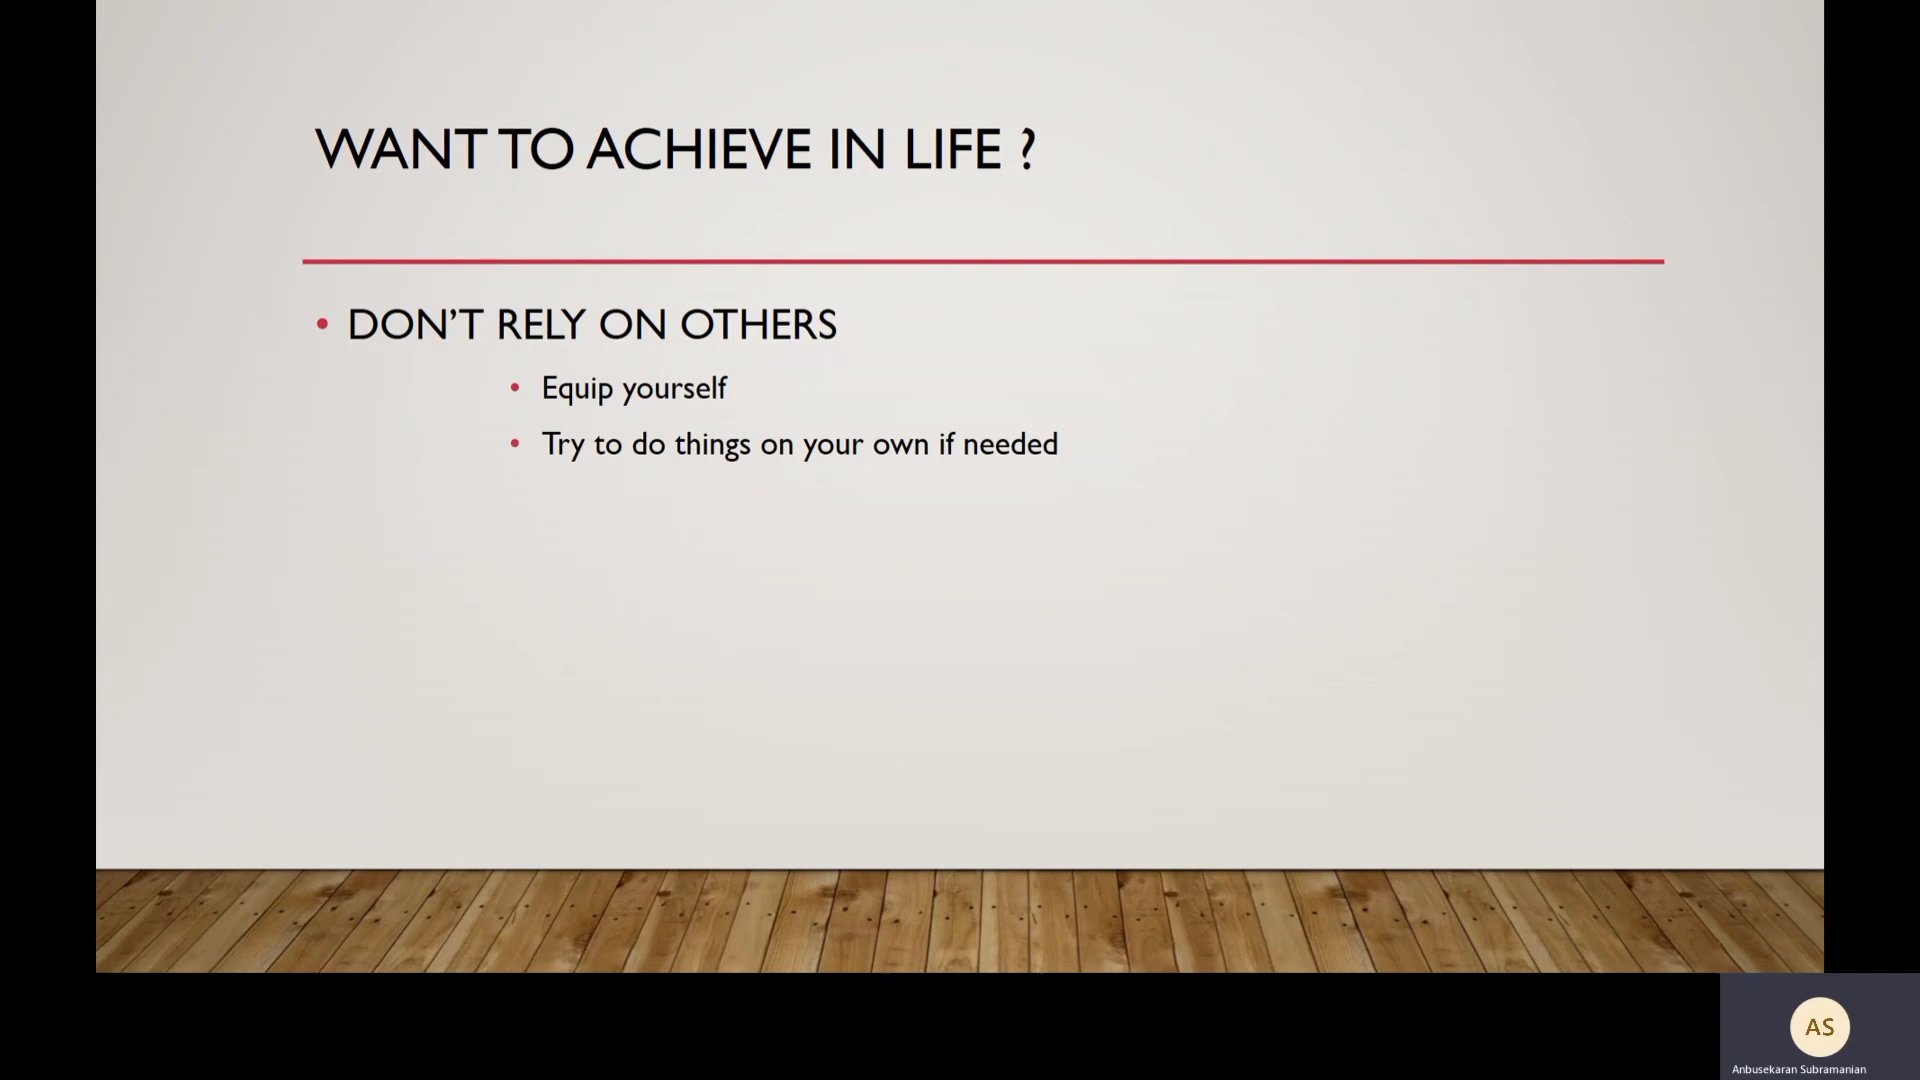 WANT TO ACHIEVE IN LIFE ?
• DON’T RELY ON OTHERS
• Equip yourself
• Try to do things on your own if needed
AS
Anbusekaran Subramanian